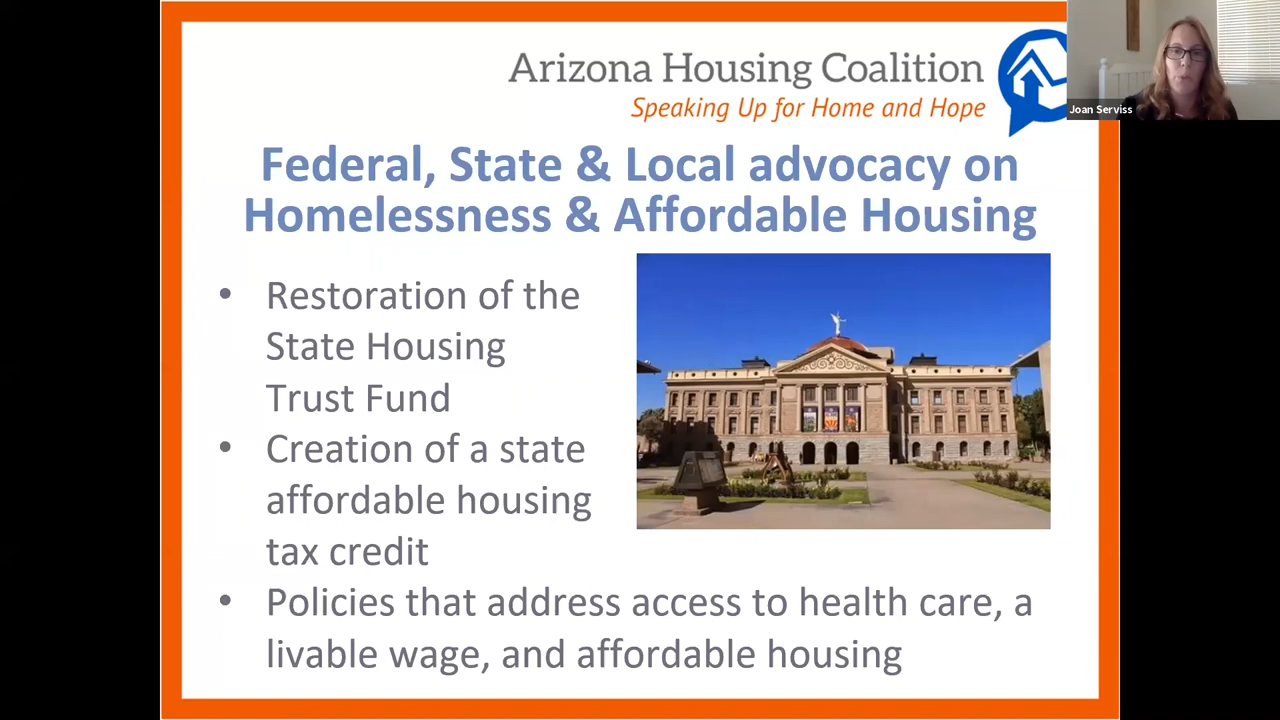 Arizona Housing Coalition
Speaking Up for Home and Hope
Joan Serviss
Federal, State & Local advocacy on
Homelessness & Affordable Housing
• Restoration of the
State Housing
Trust Fund
• Creation of a state
affordable housing
tax credit
• Policies that address access to health care, a
livable wage, and affordable housing